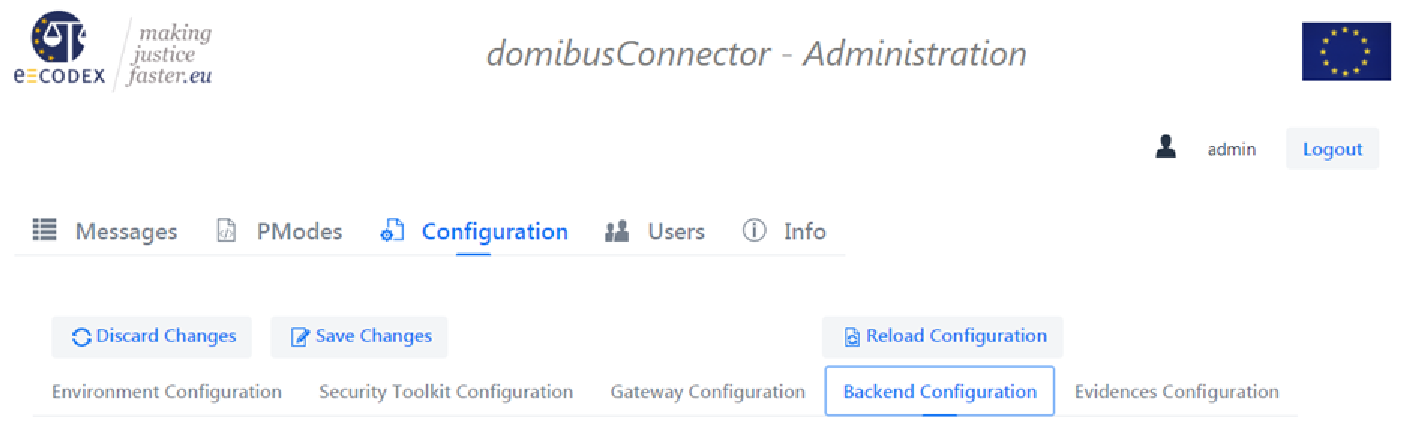 making
justice
e-CODEX faster.eu
domibusConnector - Administration
admin Logout
Messages PModes Configuration Users Info
Discard Changes Save Changes Reload Configuration
Environment Configuration Security Toolkit Configuration Gateway Configuration Backend Configuration Evidences Configuration